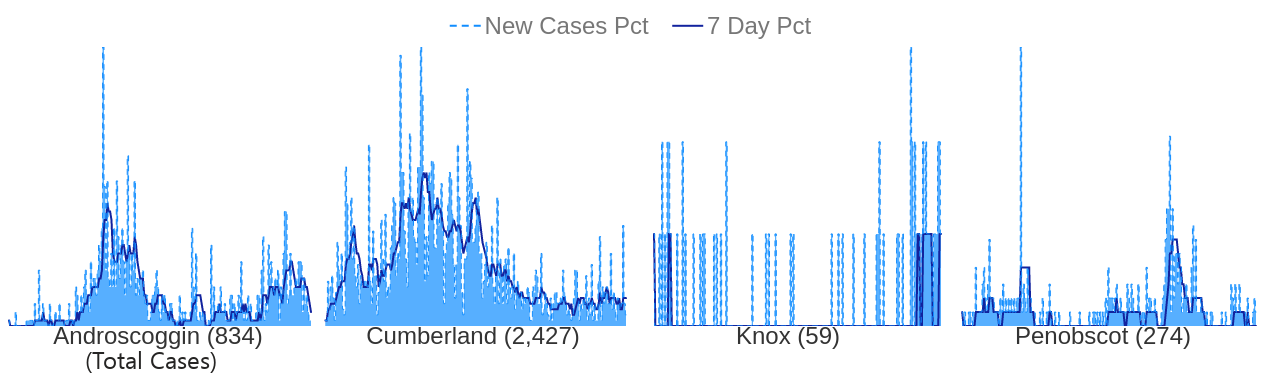 New Cases Pct 7 Day Pct
Androscoggin (834) Cumberland (2,427) Knox (59) Penobscot (274)
(Total Cases)